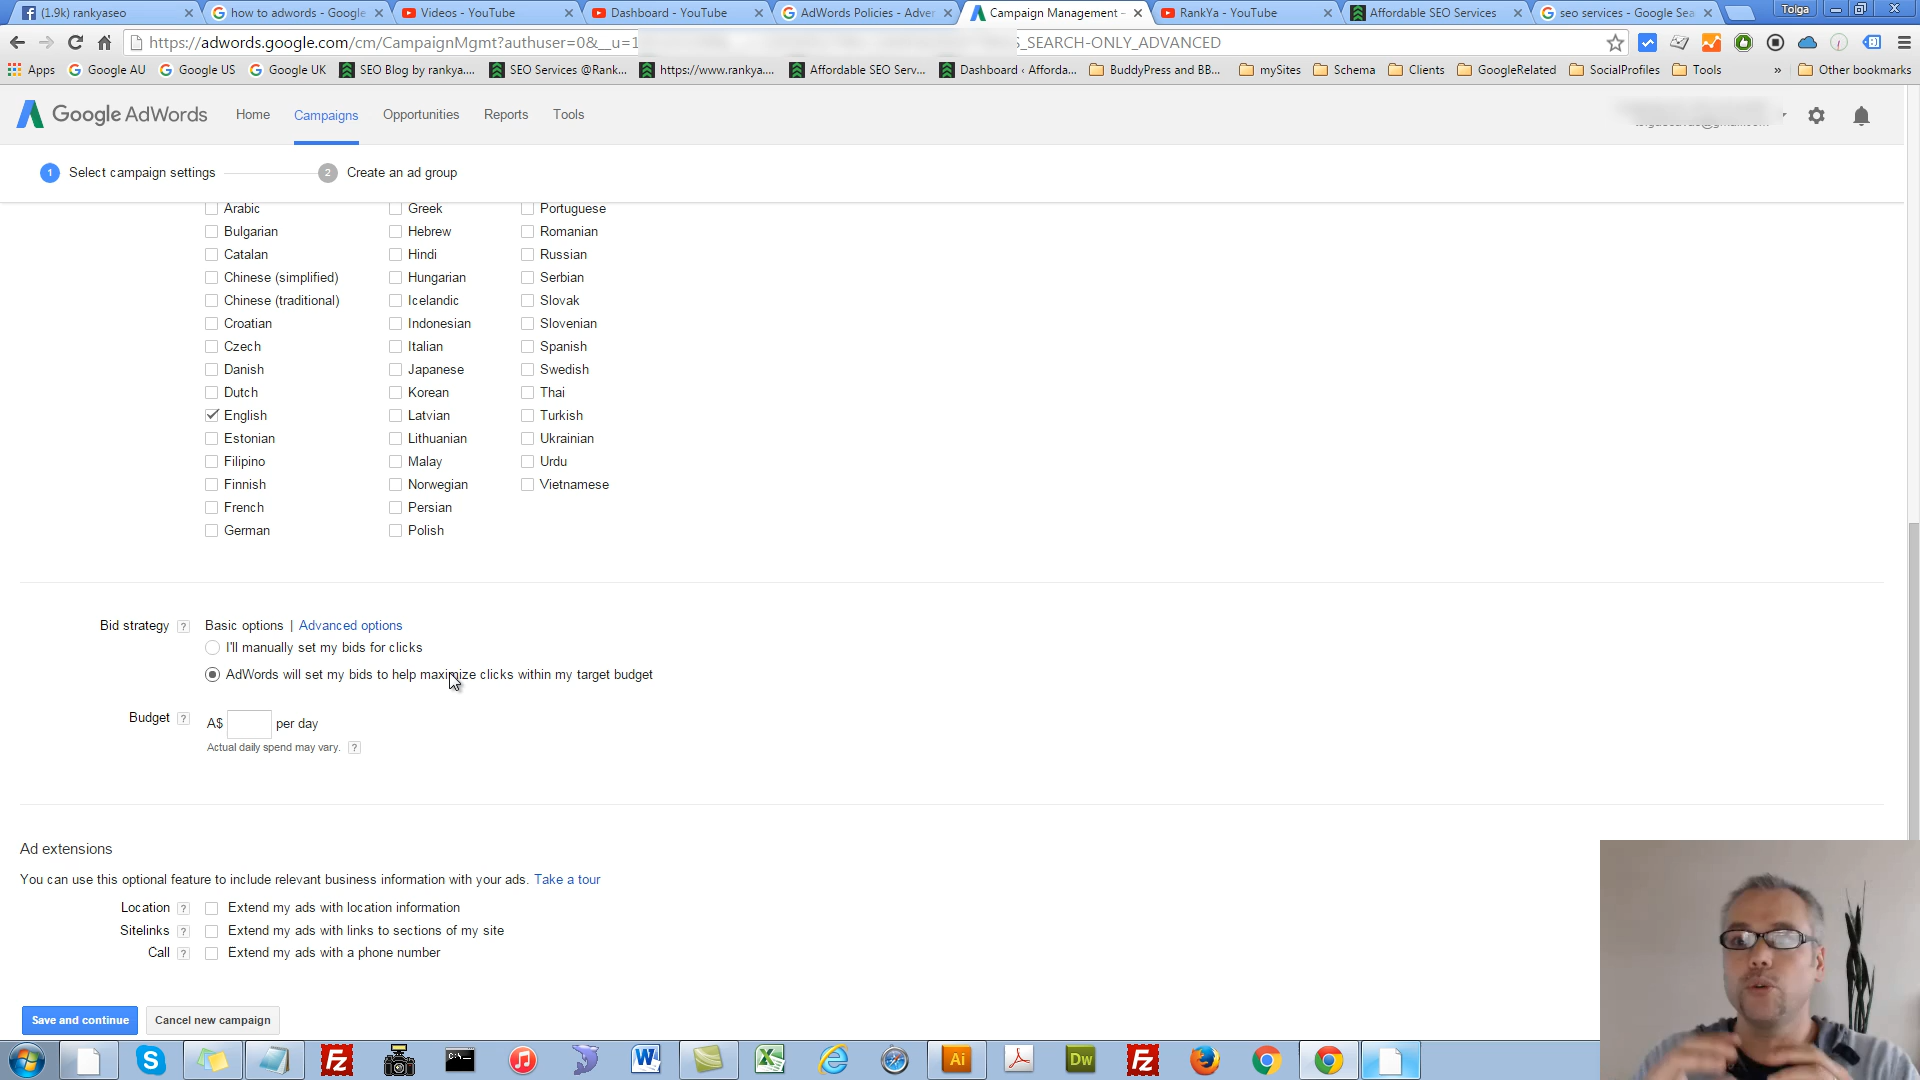 (1.9k) rankyaseo
how to adwords - Google
Videos - YouTube
Dashboard - YouTube
AdWords Policies - Adver
Campaign Management -
RankYa - YouTube
Affordable SEO Services
seo services - Google Sea
Tolga
https://adwords.google.com/cm/CampaignMgmt?authuser=0&__u=1
_SEARCH-ONLY_ADVANCED
Apps
Google AU
Google US
Google UK
SEO Blog by rankya....
SEO Services @Rank...
https://www.rankya....
Affordable SEO Serv...
Dashboard ‹ Afforda...
BuddyPress and BB...
mySites
Schema
Clients
GoogleRelated
SocialProfiles
Tools
»
Other bookmarks
Google AdWords
Home
Campaigns
Opportunities
Reports
Tools
1 Select campaign settings
2 Create an ad group
Arabic Greek Portuguese
Bulgarian Hebrew Romanian
Catalan Hindi Russian
Chinese (simplified) Hungarian Serbian
Chinese (traditional) Icelandic Slovak
Croatian Indonesian Slovenian
Czech Italian Spanish
Danish Japanese Swedish
Dutch Korean Thai
English Latvian Turkish
Estonian Lithuanian Ukrainian
Filipino Malay Urdu
Finnish Norwegian Vietnamese
French Persian
German Polish
Bid strategy ? Basic options | Advanced options
I'll manually set my bids for clicks
AdWords will set my bids to help maximize clicks within my target budget
Budget ? A$ per day
Actual daily spend may vary. ?
Ad extensions
You can use this optional feature to include relevant business information with your ads. Take a tour
Location ? Extend my ads with location information
Sitelinks ? Extend my ads with links to sections of my site
Call ? Extend my ads with a phone number
Save and continue
Cancel new campaign
Fz
C:\
W
X
Ai
Dw
Fz